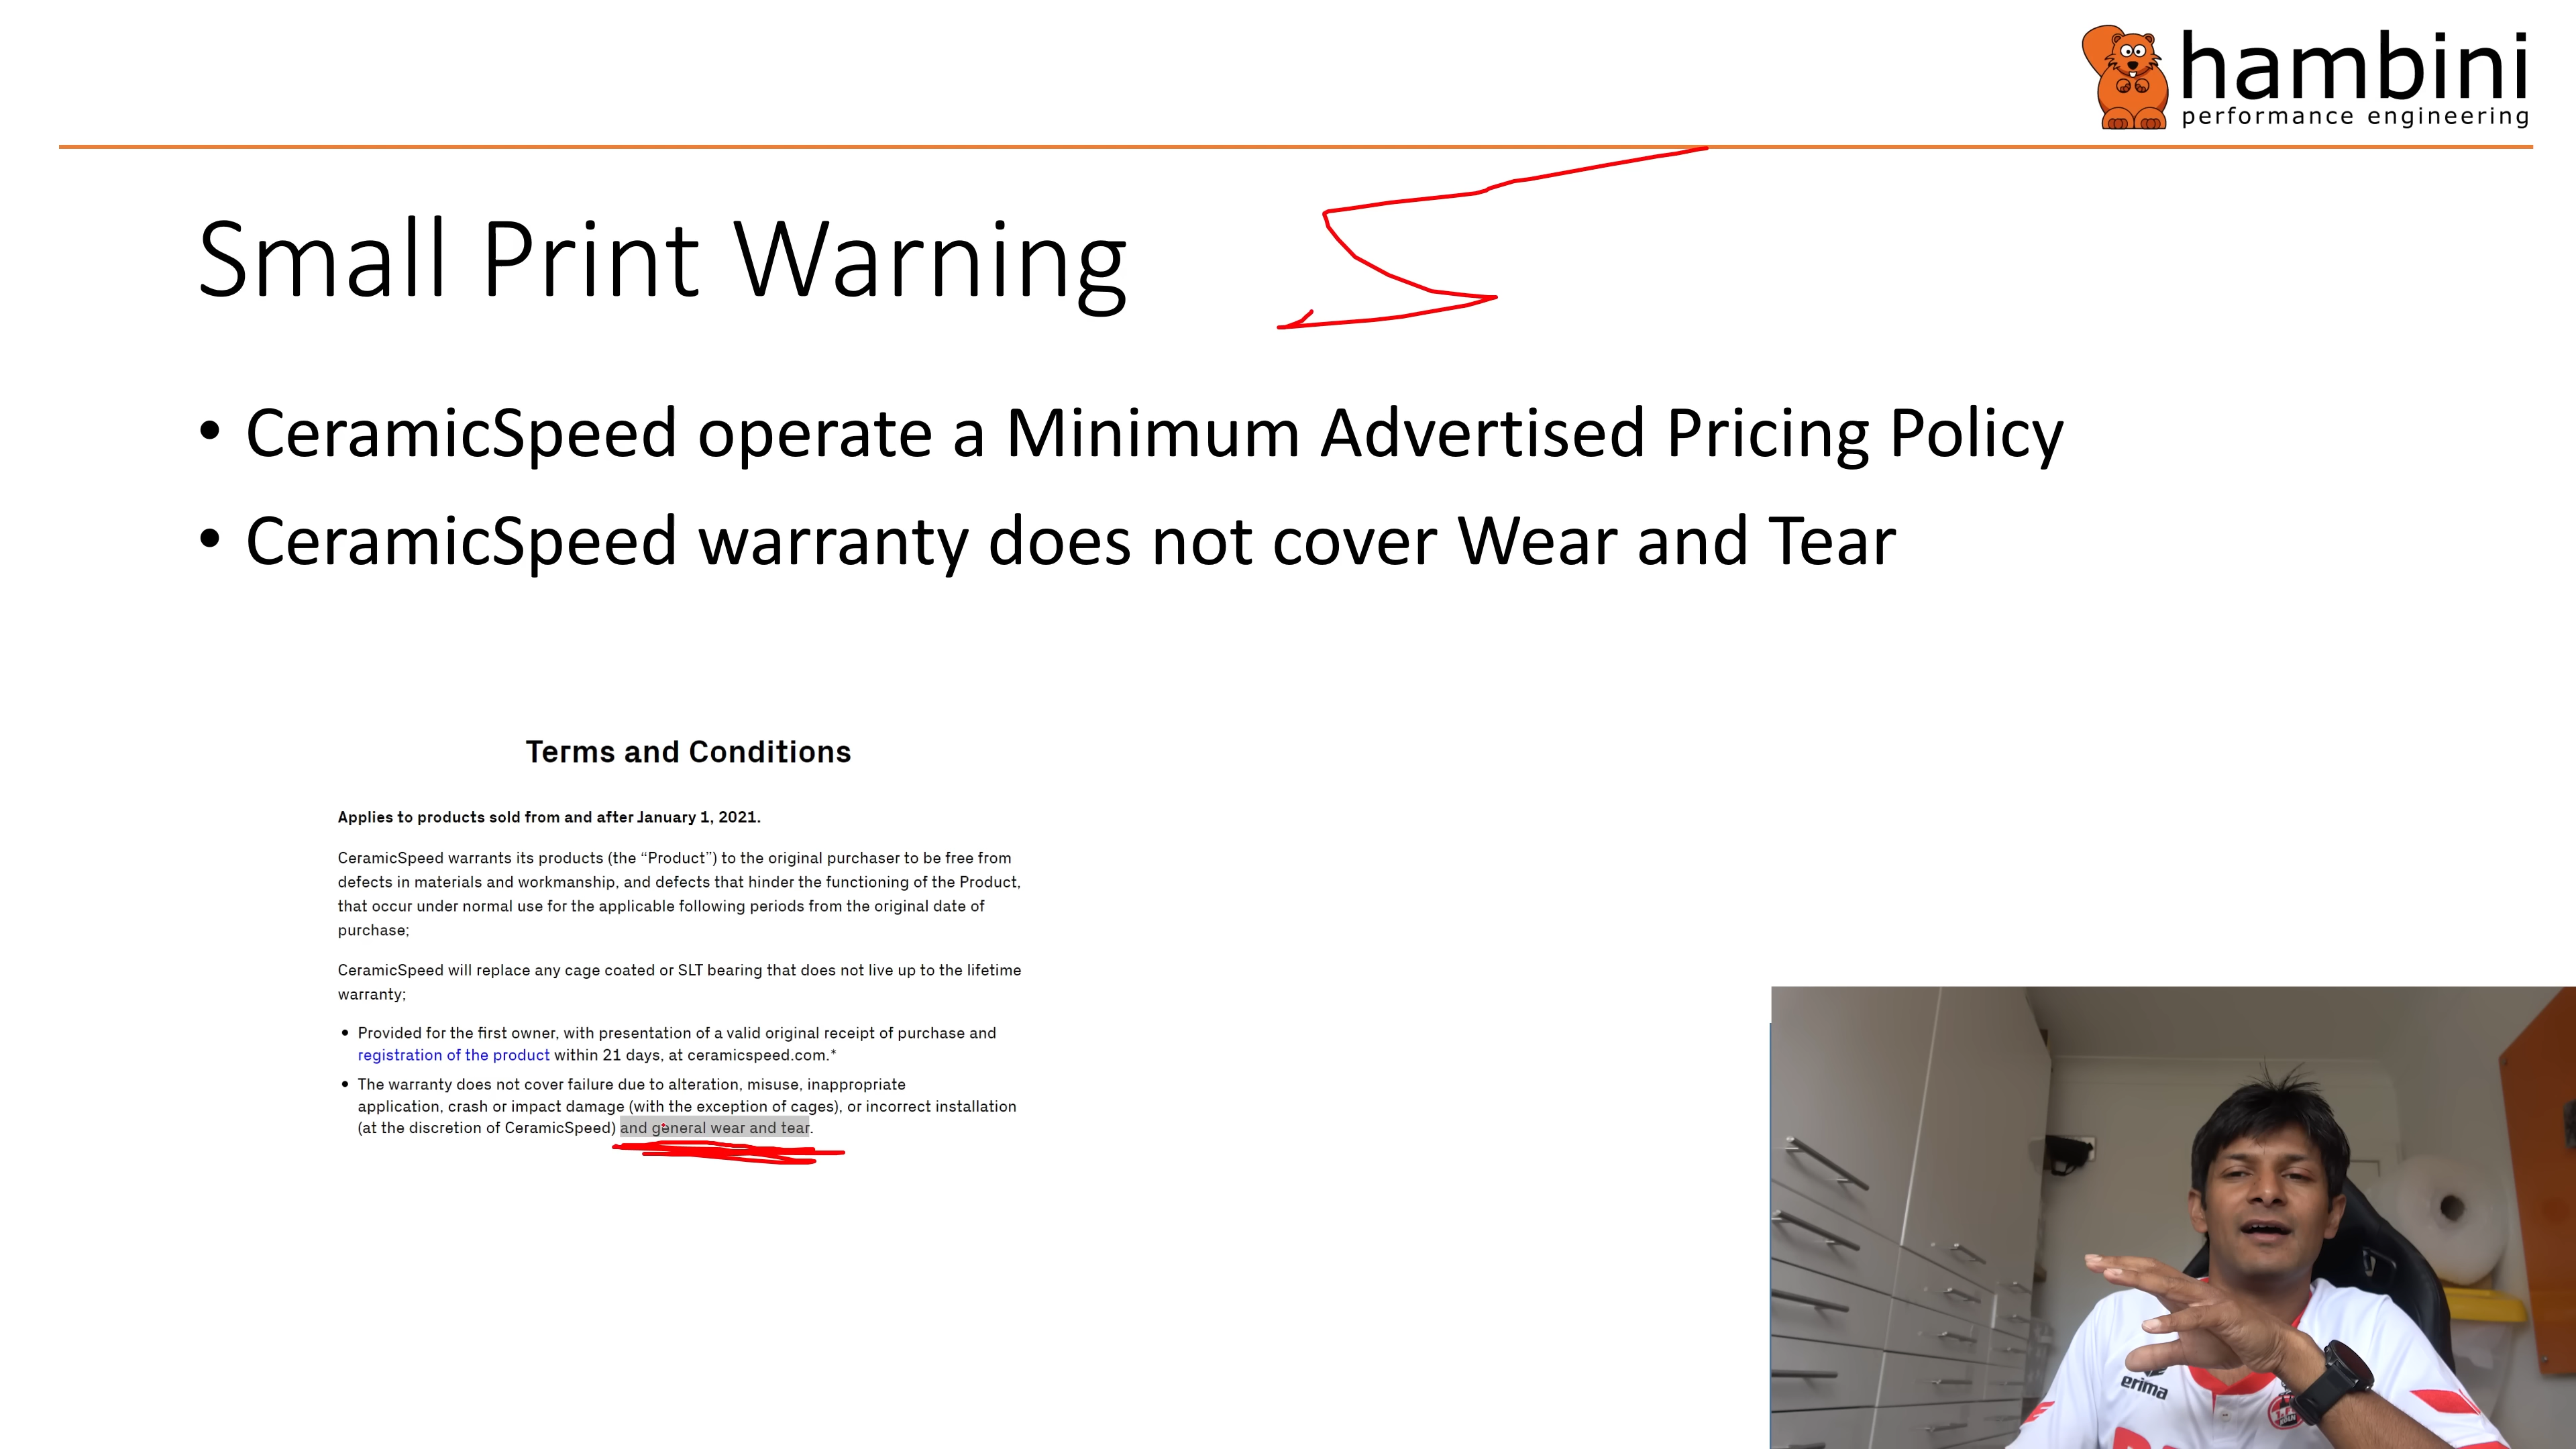 hambini
performance engineering
Small Print Warning
• CeramicSpeed operate a Minimum Advertised Pricing Policy
• CeramicSpeed warranty does not cover Wear and Tear
Terms and Conditions
Applies to products sold from and after January 1, 2021.
CeramicSpeed warrants its products (the “Product”) to the original purchaser to be free from
defects in materials and workmanship, and defects that hinder the functioning of the Product,
that occur under normal use for the applicable following periods from the original date of
purchase;
CeramicSpeed will replace any cage coated or SLT bearing that does not live up to the lifetime
warranty;
• Provided for the first owner, with presentation of a valid original receipt of purchase and
registration of the product within 21 days, at ceramicspeed.com.*
• The warranty does not cover failure due to alteration, misuse, inappropriate
application, crash or impact damage (with the exception of cages), or incorrect installation
(at the discretion of CeramicSpeed) and general wear and tear.
erima